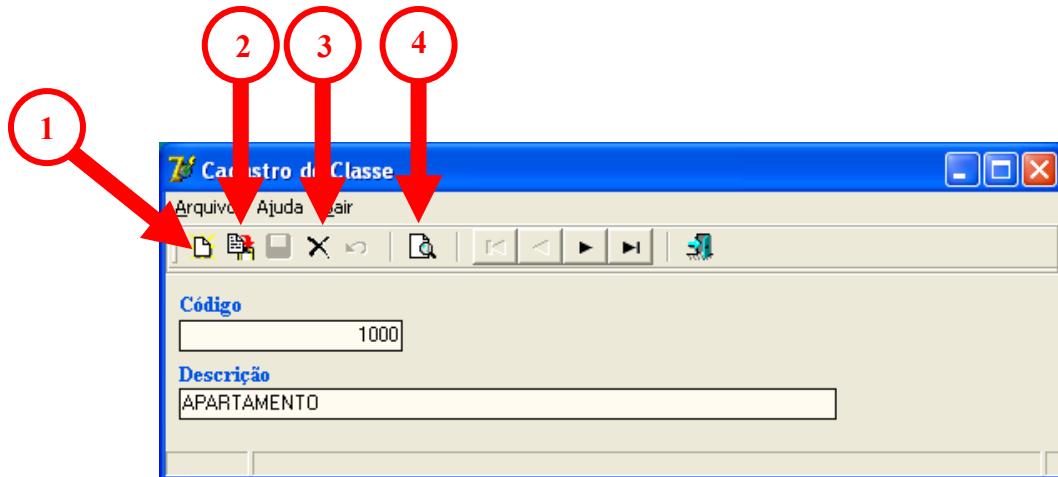 2 3 4
1
Cadastro de Classe
Arquivo Ajuda Sair
Código
1000
Descrição
APARTAMENTO